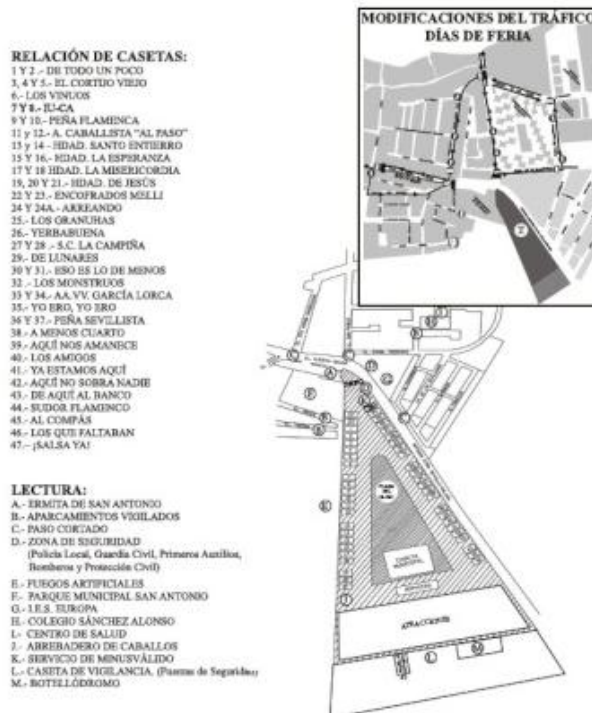 MODIFICACIONES DEL TRÁFICO
DÍAS DE FERIA
RELACIÓN DE CASETAS:
1 Y 2 .- DE TODO UN POCO
3, 4 Y 5.- EL CORTIJO VIEJO
6.- LOS VINUOS
7 Y 8.- IU-CA
9 Y 10.- PEÑA FLAMENCA
11 y 12.- A. CABALLISTA "AL PASO"
13 y 14 - HDAD. SANTO ENTIERRO
15 Y 16.- HDAD. LA ESPERANZA
17 Y 18 HDAD. LA MISERICORDIA
19, 20 Y 21.- HDAD. DE JESÚS
22 Y 23.- ENCOFRADOS MELLI
24 Y 24A.- ARREANDO
25.- LOS GRANUJAS
26.- YERBABUENA
27 Y 28 .- S.C. LA CAMPIÑA
29.- DE LUNARES
30 Y 31.- ESO ES LO DE MENOS
32.- LOS MONSTRUOS
33 Y 34.- AA.VV. GARCÍA LORCA
35.- YO ERO, YO ERO
36 Y 37.- PEÑA SEVILLISTA
38.- A MENOS CUARTO
39.- AQUÍ NOS AMANECE
40.- LOS AMIGOS
41.- YA ESTAMOS AQUÍ
42.- AQUÍ NO SOBRA NADIE
43.- DE AQUÍ AL BANCO
44.- SUDOR FLAMENCO
45.- AL COMPÁS
46.- LOS QUE FALTABAN
47.- ¡SALSA YA!
LECTURA:
A.- ERMITA DE SAN ANTONIO
B.- APARCAMIENTOS VIGILADOS
C.- PASO CORTADO
D.- ZONA DE SEGURIDAD
(Policía Local, Guardia Civil, Primeros Auxilios,
Bomberos y Protección Civil)
E.- FUEGOS ARTIFICIALES
F.- PARQUE MUNICIPAL SAN ANTONIO
G.- I.E.S. EUROPA
H.- COLEGIO SÁNCHEZ ALONSO
I.- CENTRO DE SALUD
J.- ABREBADERO DE CABALLOS
K.- SERVICIO DE MINUSVÁLIDO
L.- CASETA DE VIGILANCIA. (Fuerzas de Seguridad)
M.- BOTELLÓDROMO
CASETA
MUNICIPAL
ATRACCIONES
A
F
D
G
C
E
L
M